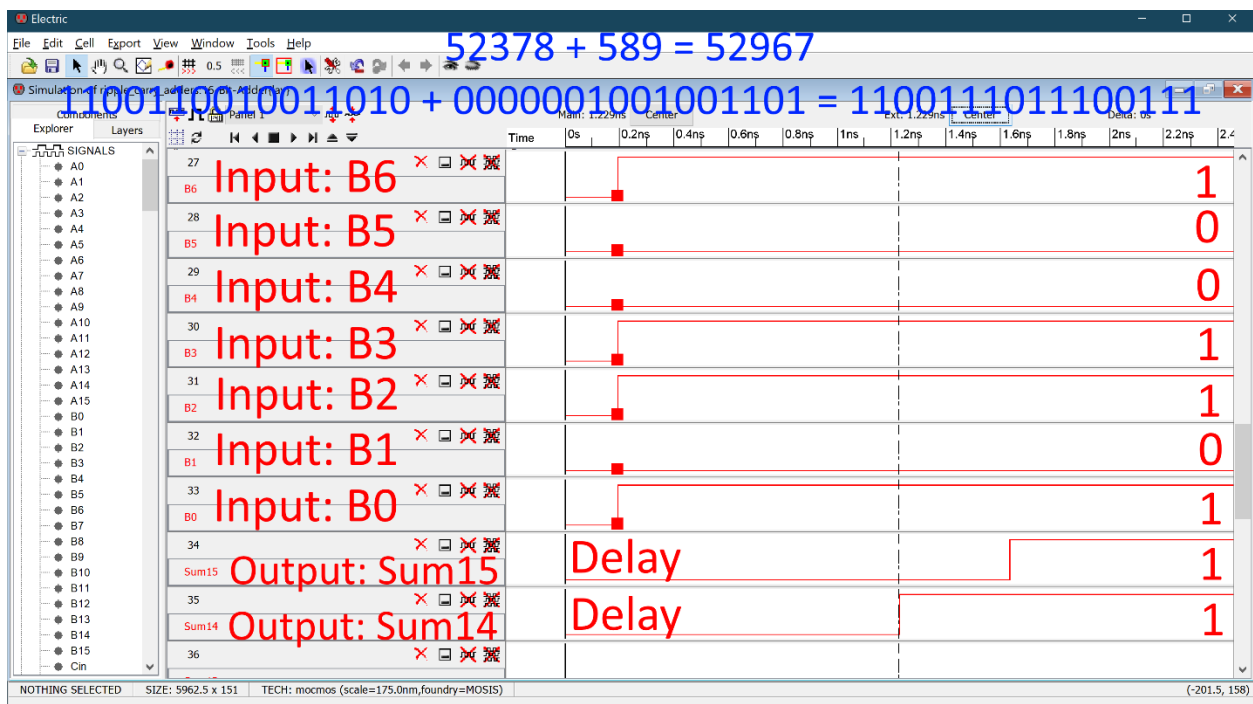 Electric
File Edit Cell Export View Window Tools Help
52378 + 589 = 52967
0.5
1100110010011010 + 0000001001001101 = 1100111011100111
Components
Explorer Layers
Panel 1
Main: 1.229ns Center Ext: 1.229ns Center Delta: 0s
Time 0s 0.2ns 0.4ns 0.6ns 0.8ns 1ns 1.2ns 1.4ns 1.6ns 1.8ns 2ns 2.2ns 2.4
SIGNALS
A0
A1
A2
A3
A4
A5
A6
A7
A8
A9
A10
A11
A12
A13
A14
A15
B0
B1
B2
B3
B4
B5
B6
B7
B8
B9
B10
B11
B12
B13
B14
B15
Cin
27
B6 Input: B6 1
28
B5 Input: B5 0
29
B4 Input: B4 0
30
B3 Input: B3 1
31
B2 Input: B2 1
32
B1 Input: B1 0
33
B0 Input: B0 1
34
Sum15 Output: Sum15 Delay 1
35
Sum14 Output: Sum14 Delay 1
36
NOTHING SELECTED SIZE: 5962.5 x 151 TECH: mocmos (scale=175.0nm,foundry=MOSIS) (-201.5, 158)